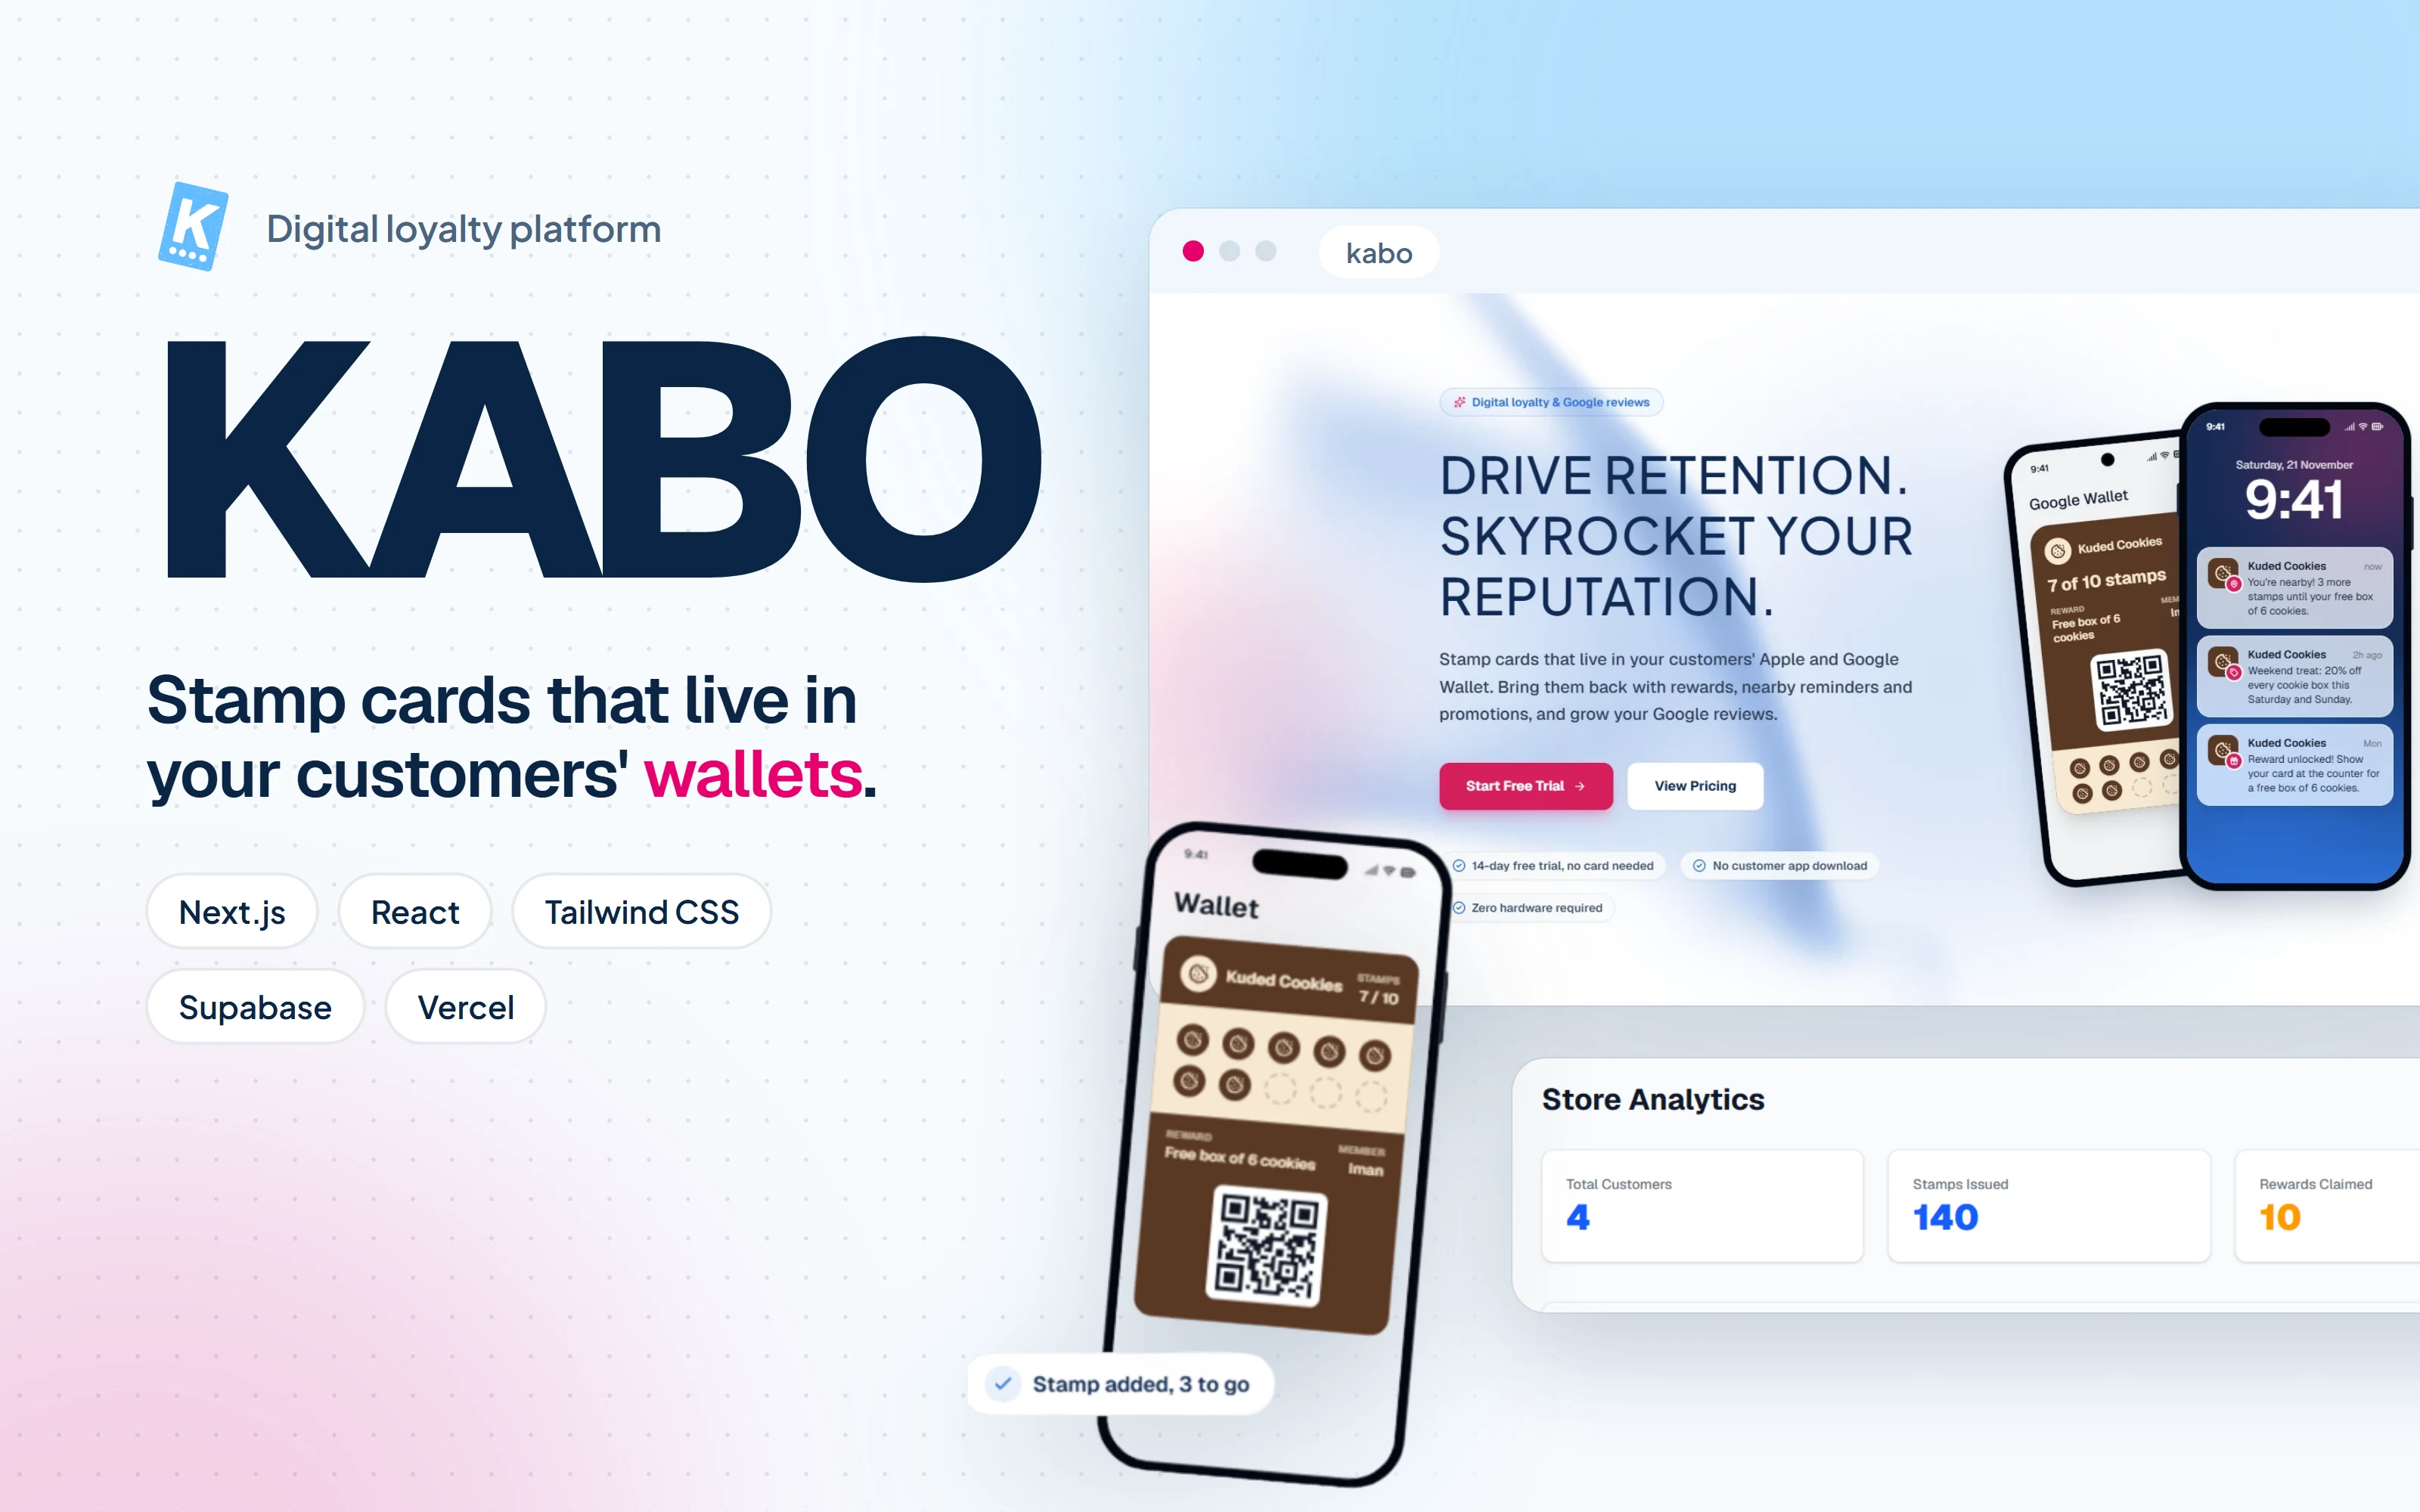 K
Digital loyalty platform
KABO
Stamp cards that live in
your customers' wallets.
Next.js
React
Tailwind CSS
Supabase
Vercel
kabo
Digital loyalty & Google reviews
DRIVE RETENTION.
SKYROCKET YOUR
REPUTATION.
Stamp cards that live in your customers' Apple and Google
Wallet. Bring them back with rewards, nearby reminders and
promotions, and grow your Google reviews.
Start Free Trial
View Pricing
14-day free trial, no card needed
No customer app download
Zero hardware required
9:41
Google Wallet
Kuded Cookies
7 of 10 stamps
REWARD
Free box of 6
cookies
9:41
Saturday, 21 November
9:41
Kuded Cookies now
You're nearby! 3 more
stamps until your free box
of 6 cookies.
Kuded Cookies 2h ago
Weekend treat: 20% off
every cookie box this
Saturday and Sunday.
Kuded Cookies Mon
Reward unlocked! Show
your card at the counter for
a free box of 6 cookies.
9:41
Wallet
Kuded Cookies
STAMPS
7 / 10
REWARD
Free box of 6 cookies
MEMBER
Iman
Stamp added, 3 to go
Store Analytics
Total Customers
4
Stamps Issued
140
Rewards Claimed
10